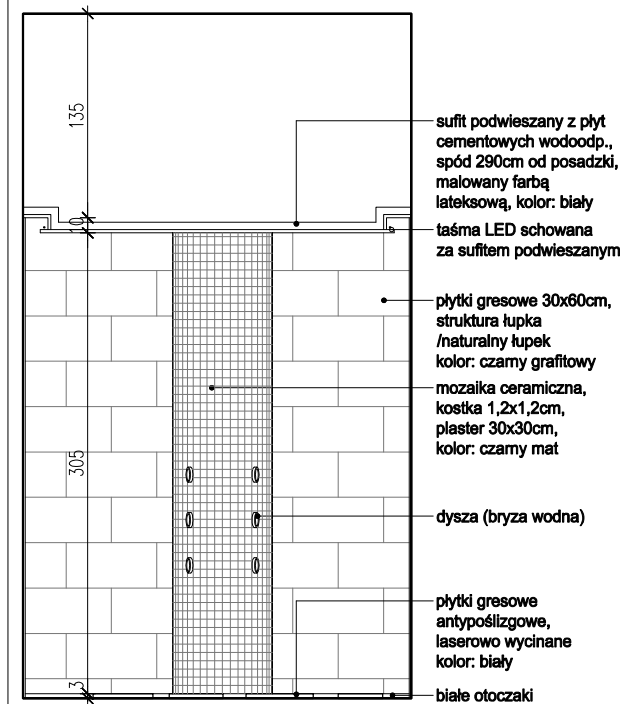 135
10
305
3
sufit podwieszany z płyt
cementowych wodoodp.,
spód 290cm od posadzki,
malowany farbą
lateksową, kolor: biały
taśma LED schowana
za sufitem podwieszanym
płytki gresowe 30x60cm,
struktura łupka
/naturalny łupek
kolor: czarny grafitowy
mozaika ceramiczna,
kostka 1,2x1,2cm,
plaster 30x30cm,
kolor: czarny mat
dysza (bryza wodna)
płytki gresowe
antypoślizgowe,
laserowo wycinane
kolor: biały
białe otoczaki